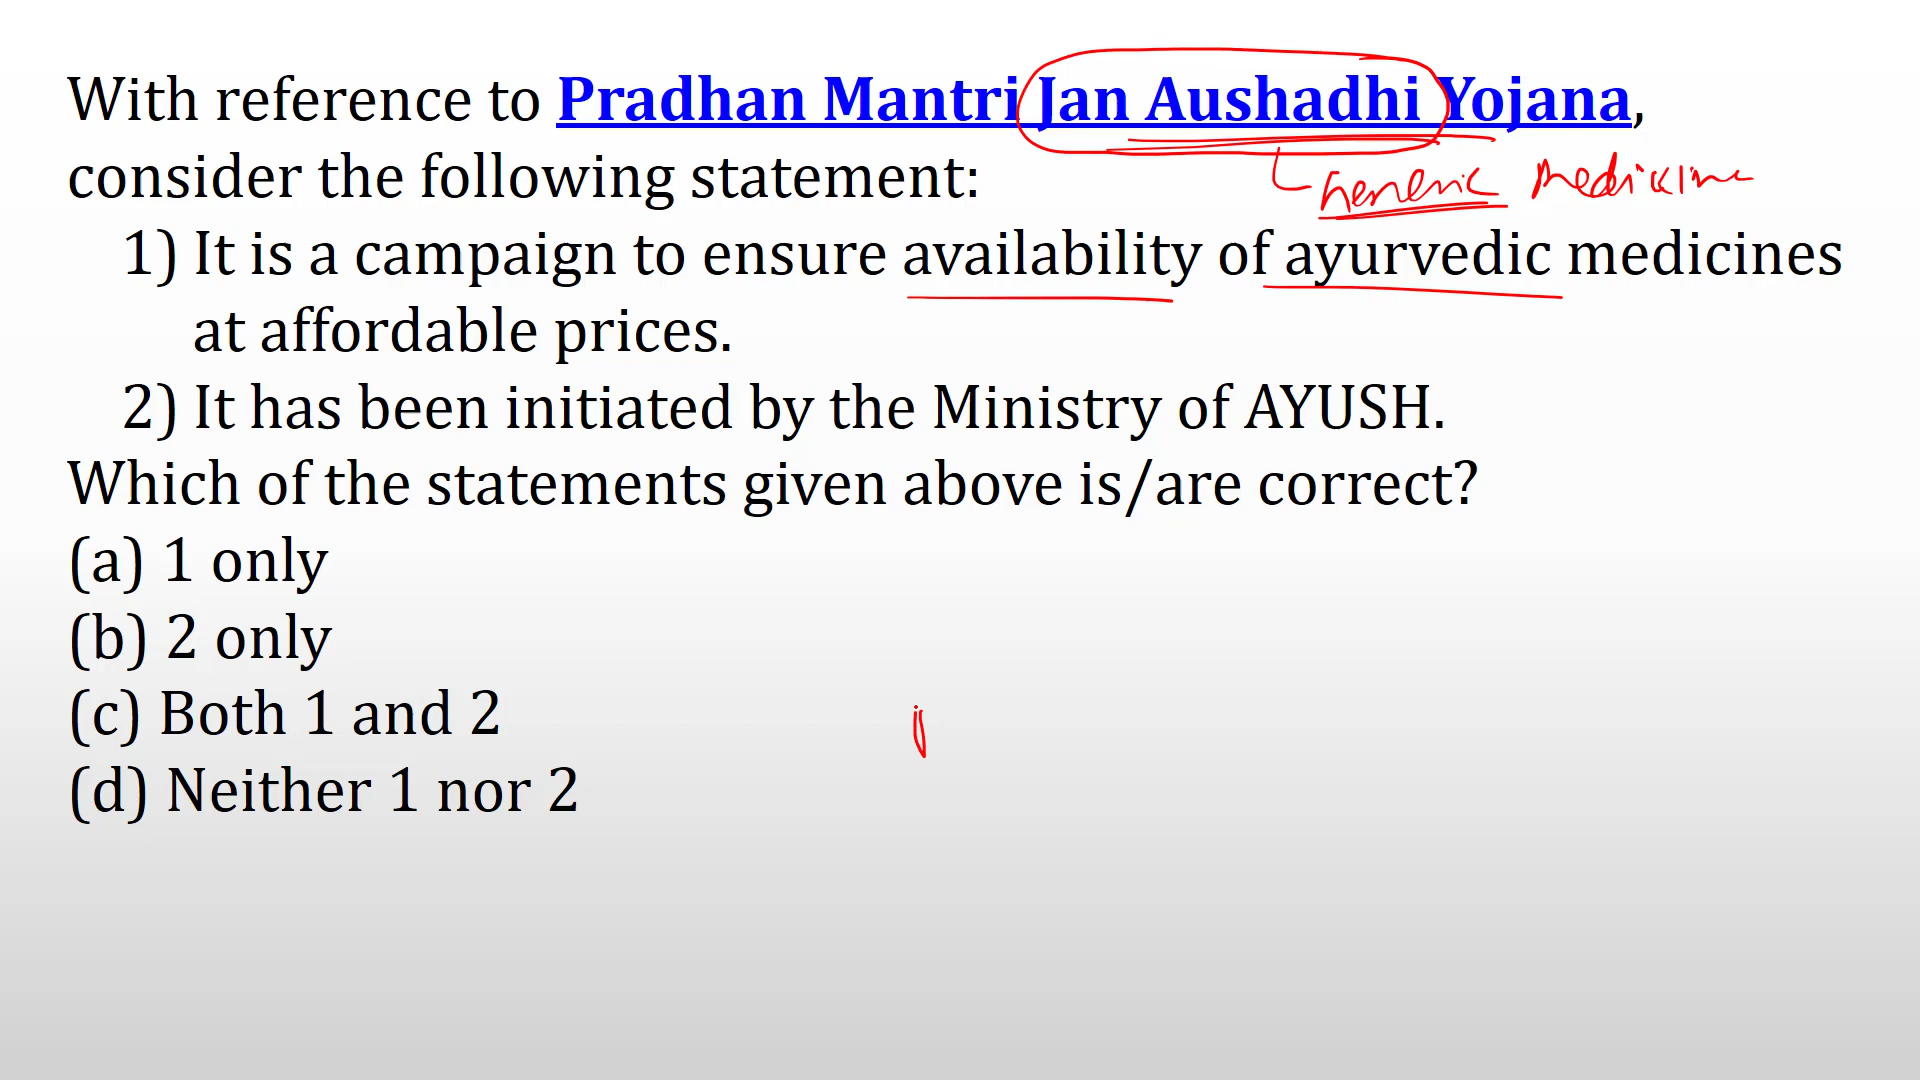 With reference to Pradhan Mantri Jan Aushadhi Yojana,
consider the following statement:
Generic medicine
1) It is a campaign to ensure availability of ayurvedic medicines
at affordable prices.
2) It has been initiated by the Ministry of AYUSH.
Which of the statements given above is/are correct?
(a) 1 only
(b) 2 only
(c) Both 1 and 2
(d) Neither 1 nor 2